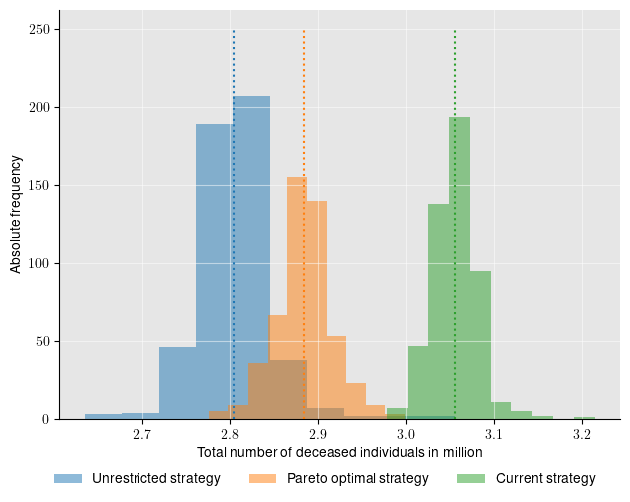 250
200
150
100
50
0
Absolute frequency
2.7 2.8 2.9 3.0 3.1 3.2
Total number of deceased individuals in million
Unrestricted strategy Pareto optimal strategy Current strategy